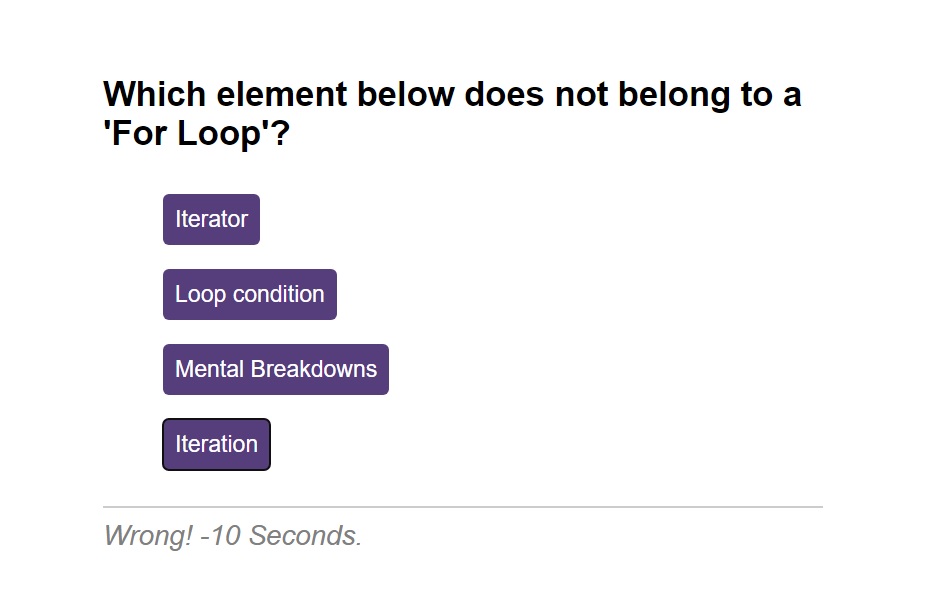 Which element below does not belong to a
'For Loop'?
Iterator
Loop condition
Mental Breakdowns
Iteration
Wrong! -10 Seconds.